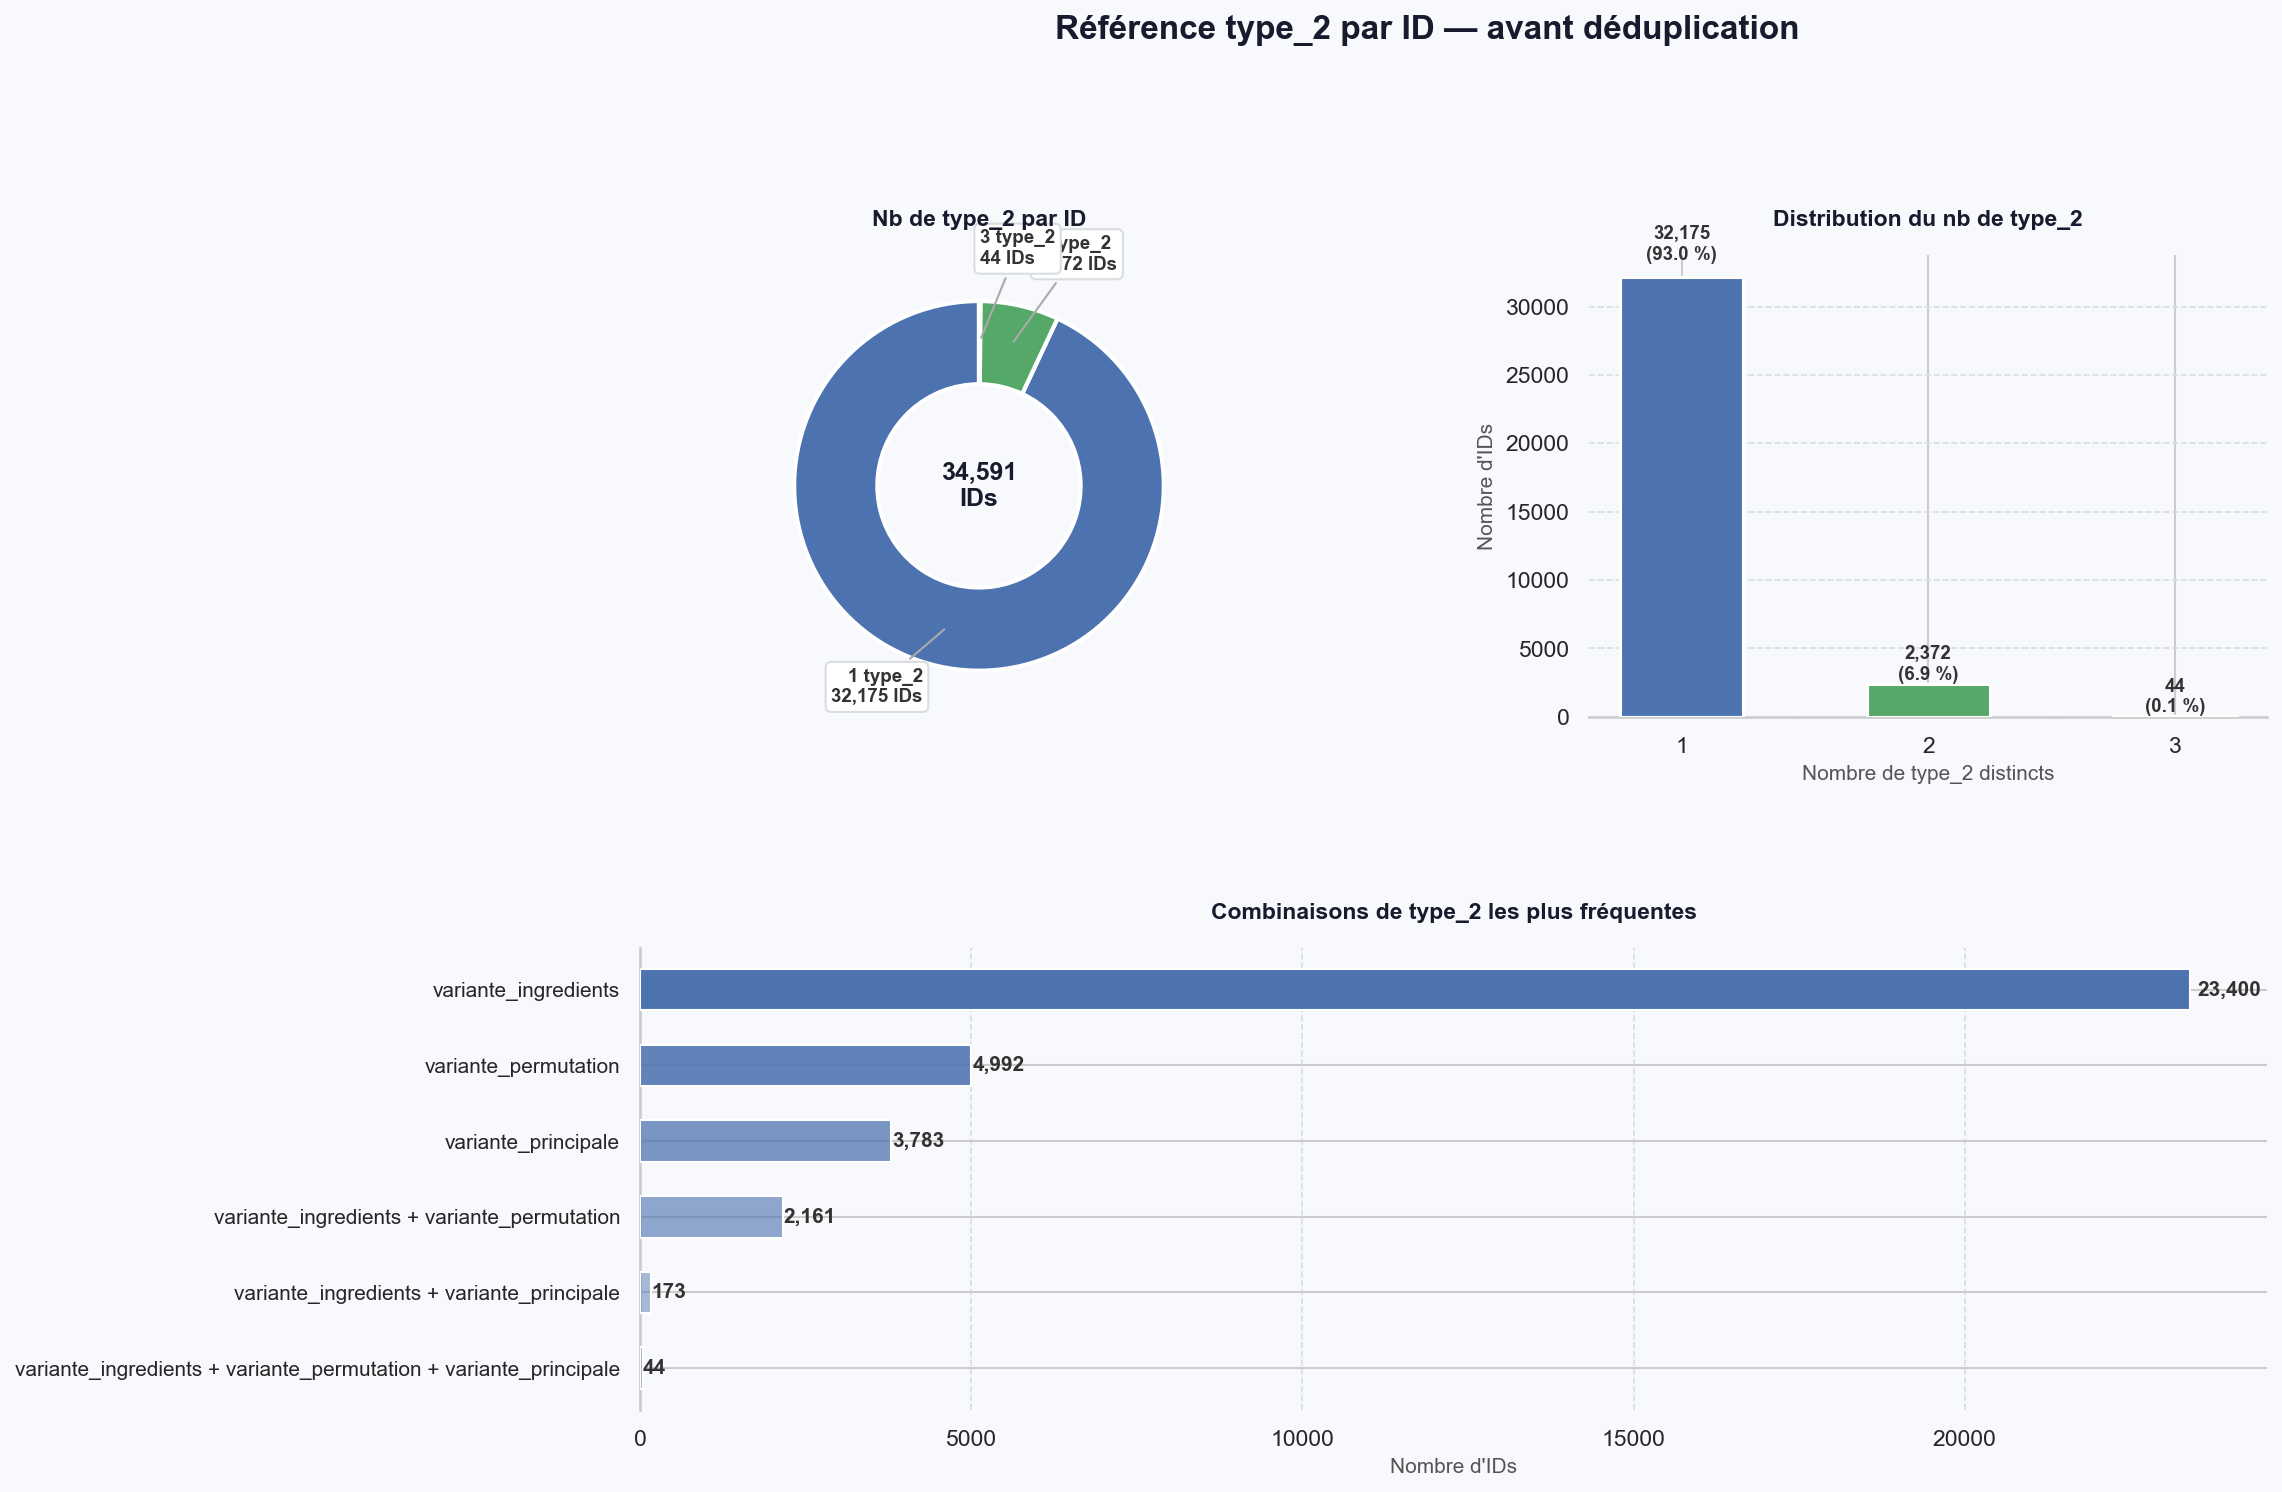 Référence type_2 par ID — avant déduplication
Nb de type_2 par ID
3 type_2
44 IDs
ype_2
72 IDs
34,591
IDs
1 type_2
32,175 IDs
Distribution du nb de type_2
32,175
(93.0 %)
30000
25000
20000
15000
10000
5000
0
Nombre d'IDs
2,372
(6.9 %)
44
(0.1 %)
1
2
3
Nombre de type_2 distincts
Combinaisons de type_2 les plus fréquentes
variante_ingredients
23,400
variante_permutation
4,992
variante_principale
3,783
variante_ingredients + variante_permutation
2,161
variante_ingredients + variante_principale
173
variante_ingredients + variante_permutation + variante_principale
44
0
5000
10000
15000
20000
Nombre d'IDs